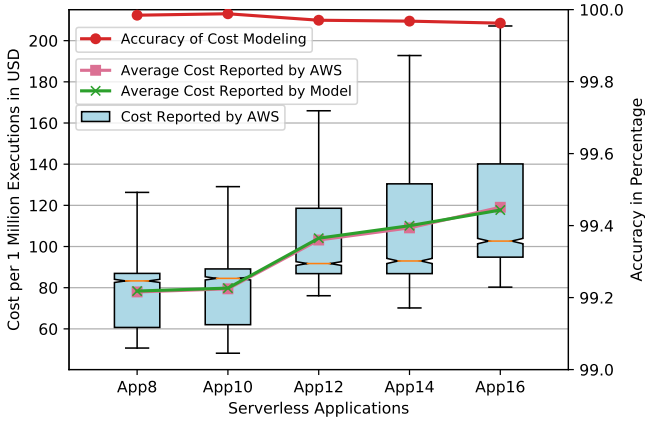 Cost per 1 Million Executions in USD
200
180
160
140
120
100
80
60
Accuracy of Cost Modeling
Average Cost Reported by AWS
Average Cost Reported by Model
Cost Reported by AWS
100.0
99.8
99.6
99.4
99.2
99.0
Accuracy in Percentage
App8 App10 App12 App14 App16
Serverless Applications